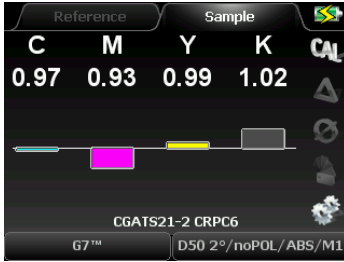 Reference Sample
C M Y K CAL
0.97 0.93 0.99 1.02
CGATS21-2 CRPC6
G7™ D50 2°/noPOL/ABS/M1